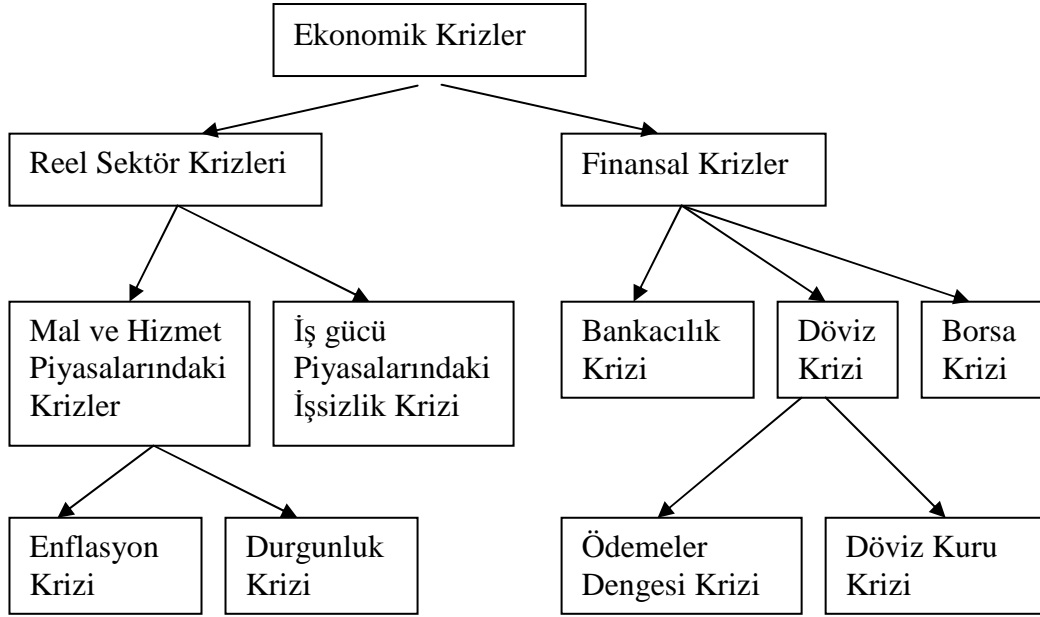 Ekonomik Krizler
Reel Sektör Krizleri
Finansal Krizler
Mal ve Hizmet
Piyasalarındaki
Krizler
İş gücü
Piyasalarındaki
İşsizlik Krizi
Bankacılık
Krizi
Döviz
Krizi
Borsa
Krizi
Enflasyon
Krizi
Durgunluk
Krizi
Ödemeler
Dengesi Krizi
Döviz Kuru
Krizi